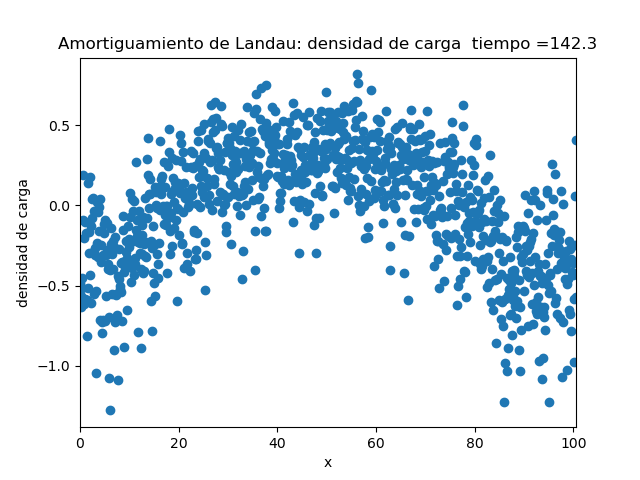 Amortiguamiento de Landau: densidad de carga  tiempo =142.3
densidad de carga
0.5
0.0
−0.5
−1.0
0 20 40 60 80 100
x